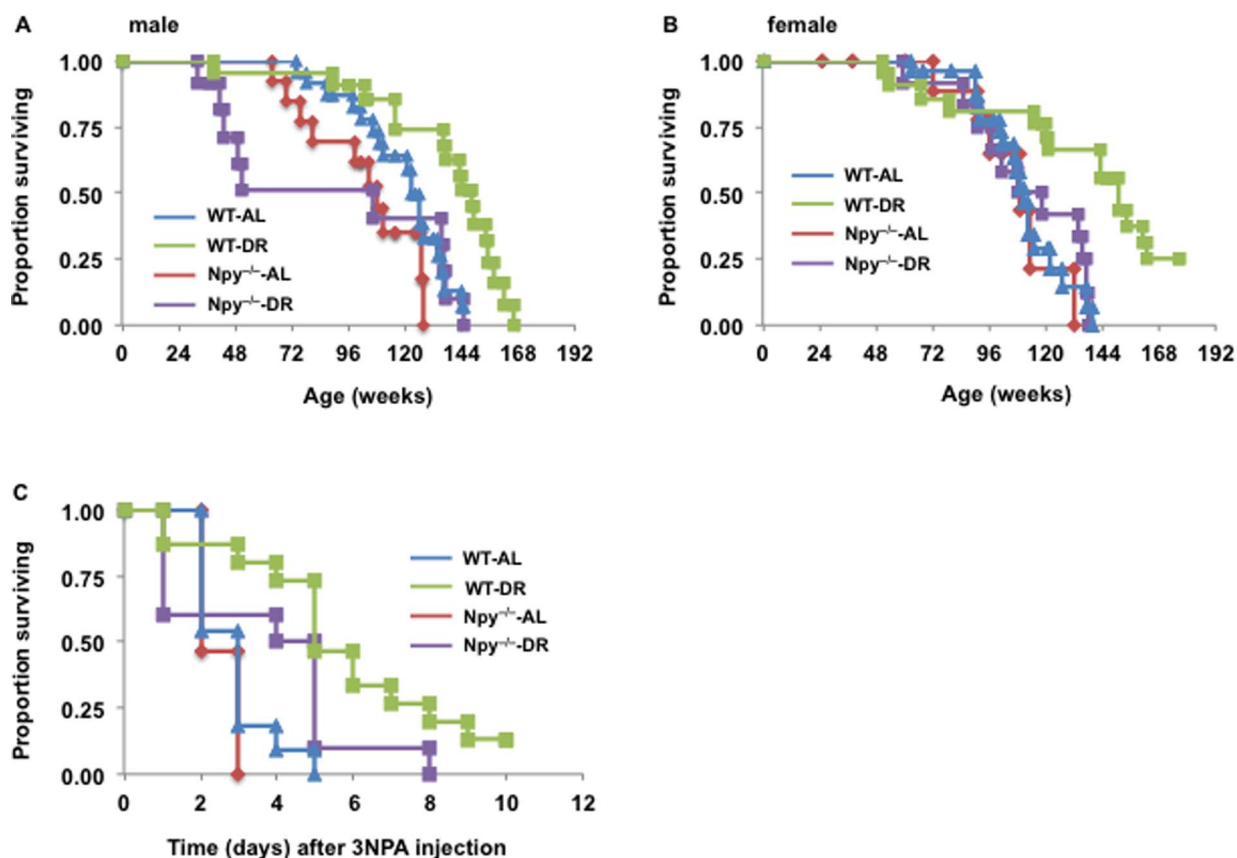 A male
1.00
0.75
0.50
0.25
0.00
Proportion surviving
WT-AL
WT-DR
Npy⁻/⁻-AL
Npy⁻/⁻-DR
0 24 48 72 96 120 144 168 192
Age (weeks)
B female
1.00
0.75
0.50
0.25
0.00
Proportion surviving
WT-AL
WT-DR
Npy⁻/⁻-AL
Npy⁻/⁻-DR
0 24 48 72 96 120 144 168 192
Age (weeks)
C
1.00
0.75
0.50
0.25
0.00
Proportion surviving
WT-AL
WT-DR
Npy⁻/⁻-AL
Npy⁻/⁻-DR
0 2 4 6 8 10 12
Time (days) after 3NPA injection